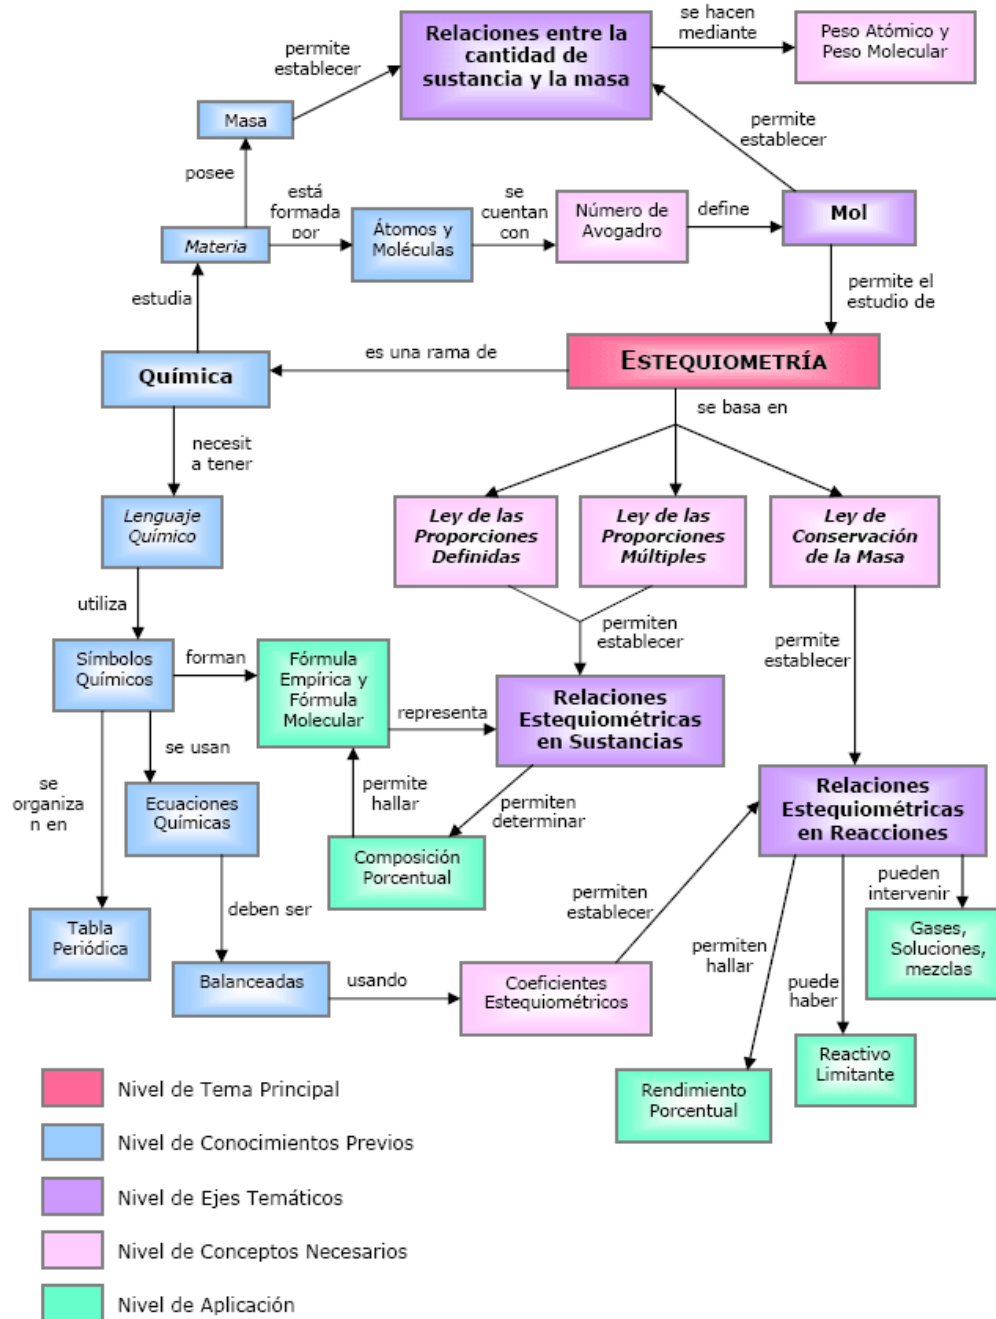 Relaciones entre la
cantidad de
sustancia y la masa
se hacen
mediante
Peso Atómico y
Peso Molecular
permite
establecer
Masa
permite
establecer
posee
está
formada
por
se
cuentan
con
Número de
Avogadro
define
Mol
Materia
Átomos y
Moléculas
estudia
permite el
estudio de
es una rama de
ESTEQUIOMETRÍA
Química
se basa en
necesit
a tener
Lenguaje
Químico
Ley de las
Proporciones
Definidas
Ley de las
Proporciones
Múltiples
Ley de
Conservación
de la Masa
utiliza
permiten
establecer
permite
establecer
Símbolos
Químicos
forman
Fórmula
Empírica y
Fórmula
Molecular
representa
Relaciones
Estequiométricas
en Sustancias
se usan
se
organiza
n en
permite
hallar
permiten
determinar
Ecuaciones
Químicas
Relaciones
Estequiométricas
en Reacciones
Composición
Porcentual
deben ser
permiten
establecer
pueden
intervenir
Tabla
Periódica
permiten
hallar
Gases,
Soluciones,
mezclas
Balanceadas
usando
Coeficientes
Estequiométricos
puede
haber
Reactivo
Limitante
Rendimiento
Porcentual
Nivel de Tema Principal
Nivel de Conocimientos Previos
Nivel de Ejes Temáticos
Nivel de Conceptos Necesarios
Nivel de Aplicación